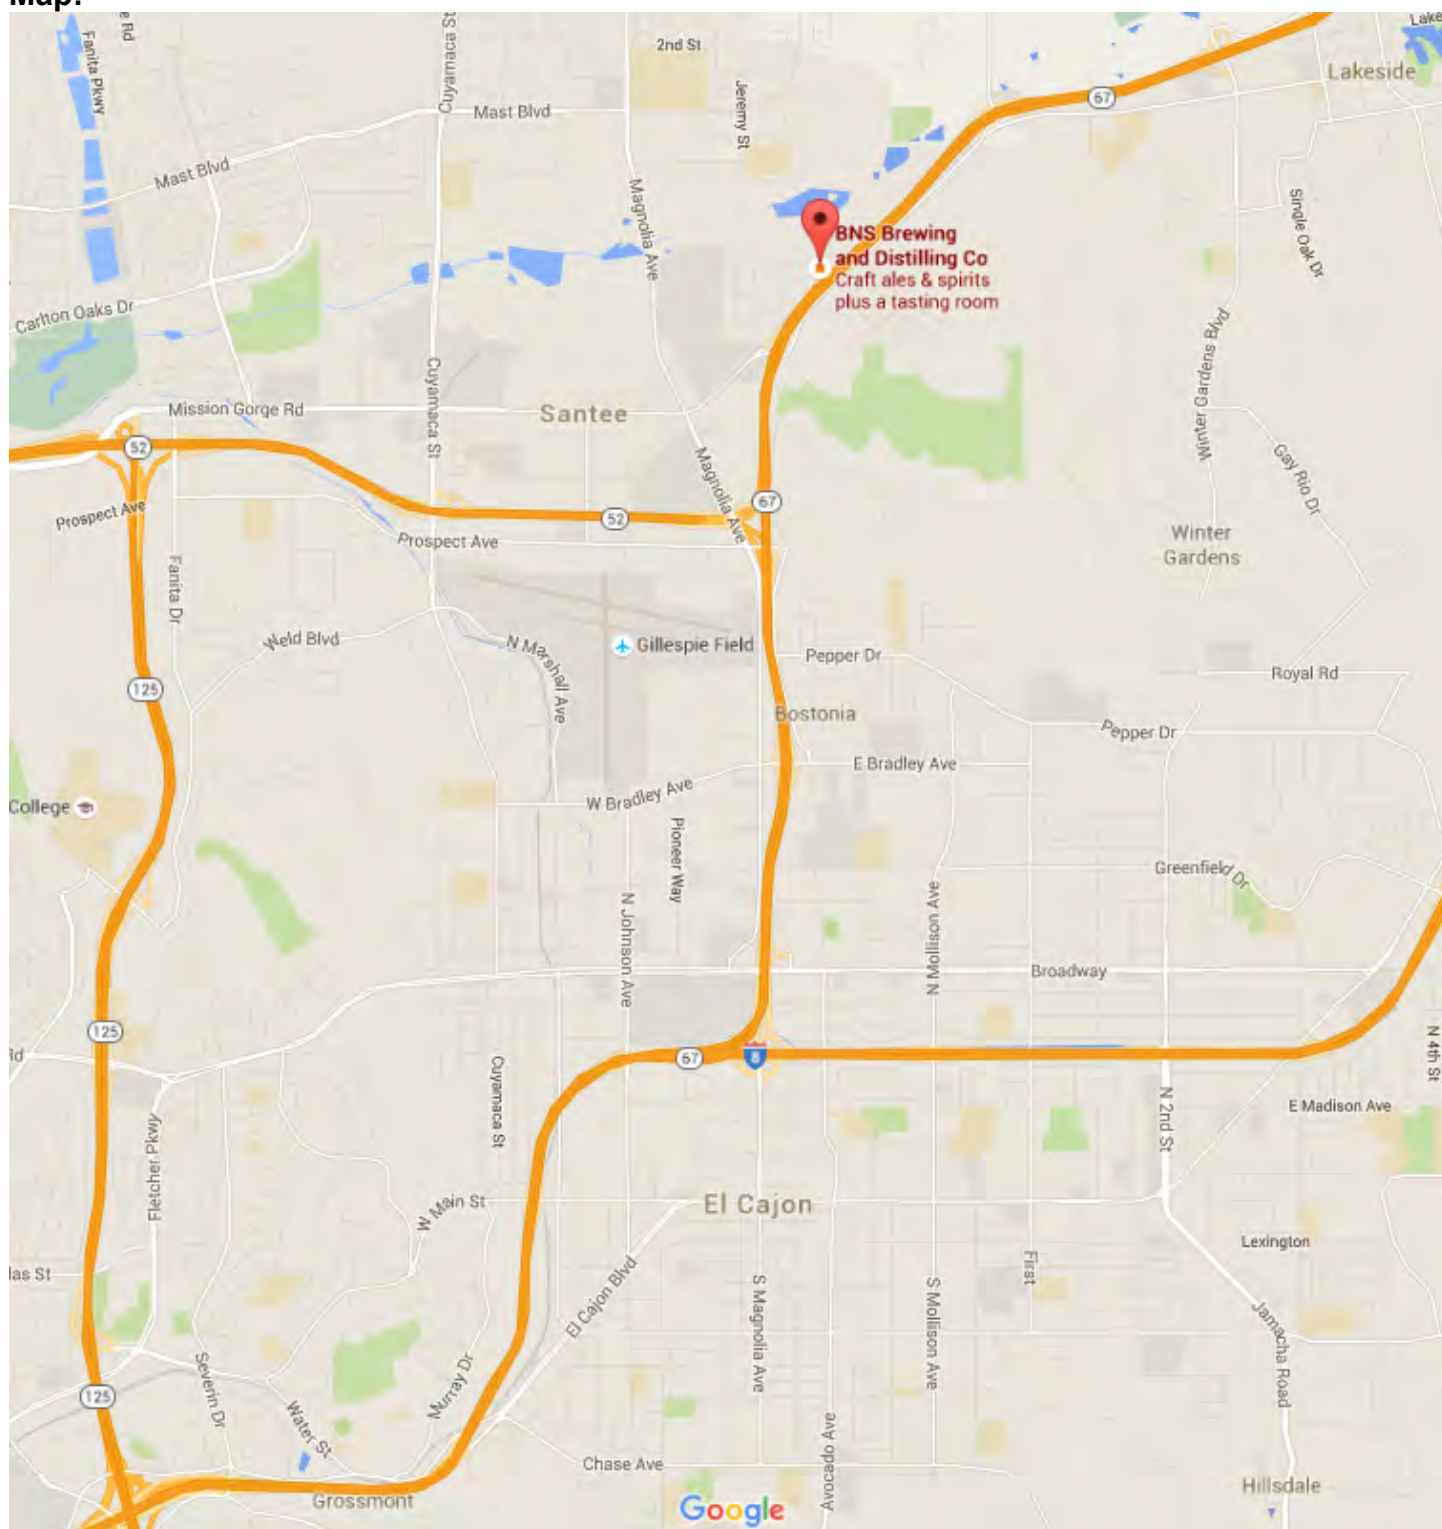 Map:
e Rd
Fanita Pkwy
Cuyamaca St
2nd St
Lake
Lakeside
67
Mast Blvd
Jeremy St
Mast Blvd
Magnolia Ave
Single Oak Dr
BNS Brewing
and Distilling Co
Craft ales & spirits
plus a tasting room
Carlton Oaks Dr
Cuyamaca St
Winter Gardens Blvd
Mission Gorge Rd
Santee
52
Magnolia Ave
Gay Rio Dr
67
Prospect Ave
52
Prospect Ave
Winter
Gardens
Fanita Dr
Weld Blvd
N Marshall Ave
Gillespie Field
Pepper Dr
Royal Rd
125
Bostonia
Pepper Dr
E Bradley Ave
W Bradley Ave
College
Pioneer Way
Greenfield Dr
N Johnson Ave
N Mollison Ave
Broadway
125
Rd
67
8
N 4th St
Cuyamaca St
N 2nd St
E Madison Ave
Fletcher Pkwy
W Main St
El Cajon
Lexington
las St
First
El Cajon Blvd
S Magnolia Ave
S Mollison Ave
Jamacha Road
125
Severin Dr
Murray Dr
Water St
Avocado Ave
Chase Ave
Hillsdale
Grossmont
Google